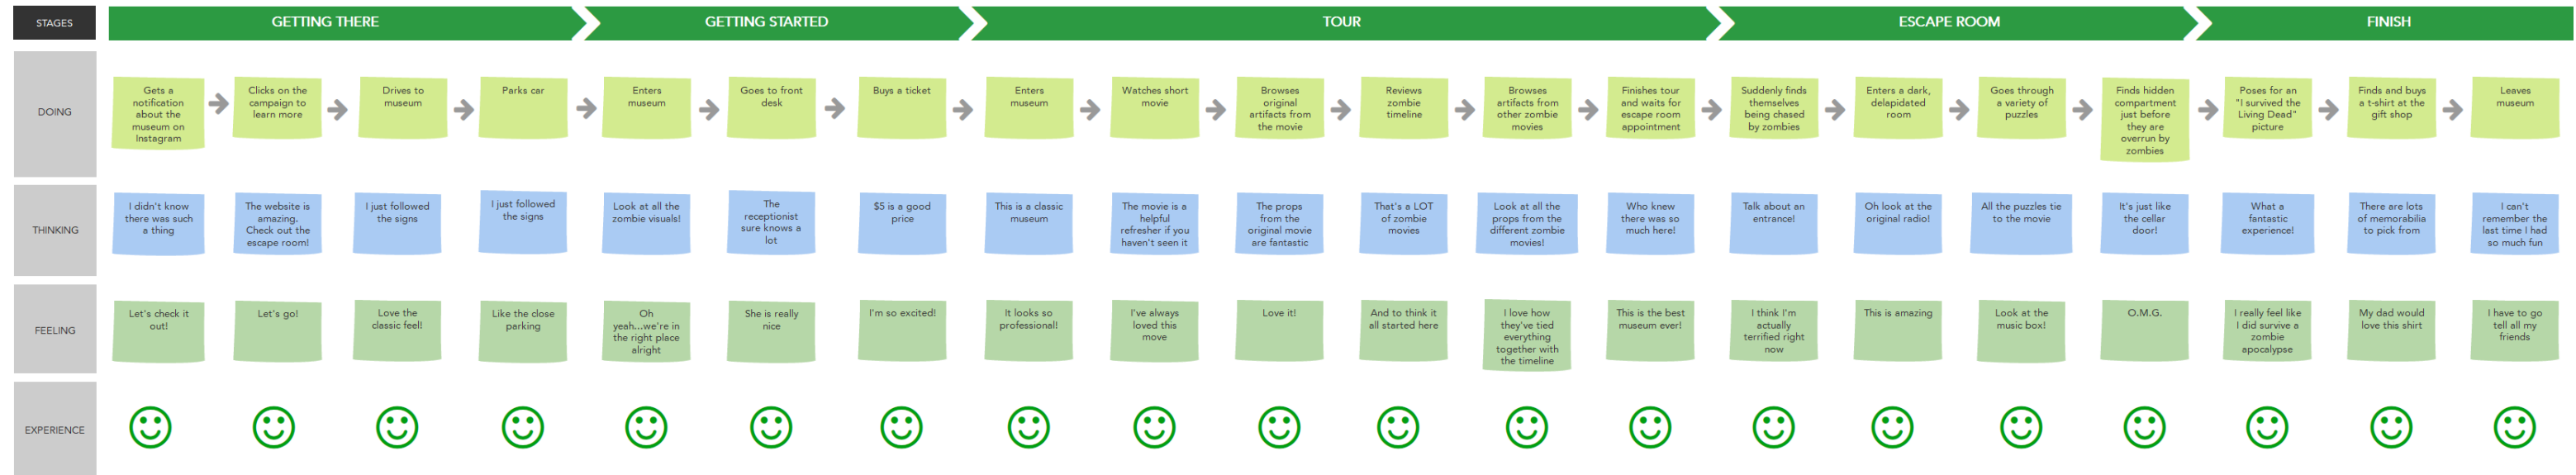 STAGES
GETTING THERE
GETTING STARTED
TOUR
ESCAPE ROOM
FINISH
DOING
Gets a
notification
about the
museum on
Instagram
Clicks on the
campaign to
learn more
Drives to
museum
Parks car
Enters
museum
Goes to front
desk
Buys a ticket
Enters
museum
Watches short
movie
Browses
original
artifacts from
the movie
Reviews
zombie
timeline
Browses
artifacts from
other zombie
movies
Finishes tour
and waits for
escape room
appointment
Suddenly finds
themselves
being chased
by zombies
Enters a dark,
delapidated
room
Goes through
a variety of
puzzles
Finds hidden
compartment
just before
they are
overrun by
zombies
Poses for an
"I survived the
Living Dead"
picture
Finds and buys
a t-shirt at the
gift shop
Leaves
museum
THINKING
I didn't know
there was such
a thing
The website is
amazing.
Check out the
escape room!
I just followed
the signs
I just followed
the signs
Look at all the
zombie visuals!
The
receptionist
sure knows a
lot
$5 is a good
price
This is a classic
museum
The movie is a
helpful
refresher if you
haven't seen it
The props
from the
original movie
are fantastic
That's a LOT
of zombie
movies
Look at all the
props from the
different zombie
movies!
Who knew
there was so
much here!
Talk about an
entrance!
Oh look at the
original radio!
All the puzzles tie
to the movie
It's just like
the cellar
door!
What a
fantastic
experience!
There are lots
of memorabilia
to pick from
I can't
remember the
last time I had
so much fun
FEELING
Let's check it
out!
Let's go!
Love the
classic feel!
Like the close
parking
Oh
yeah...we're in
the right place
alright
She is really
nice
I'm so excited!
It looks so
professional!
I've always
loved this
move
Love it!
And to think it
all started here
I love how
they've tied
everything
together with
the timeline
This is the best
museum ever!
I think I'm
actually
terrified right
now
This is amazing
Look at the
music box!
O.M.G.
I really feel like
I did survive a
zombie
apocalypse
My dad would
love this shirt
I have to go
tell all my
friends
EXPERIENCE